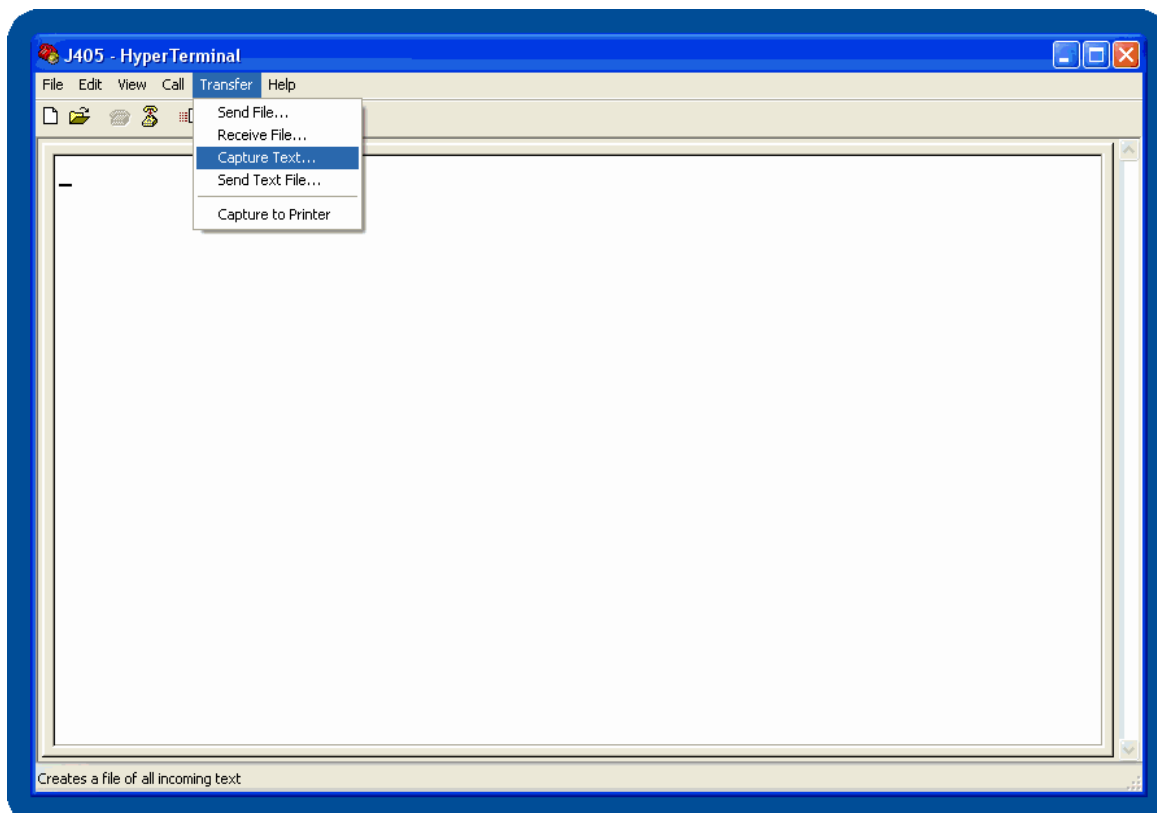 J405 - HyperTerminal
File Edit View Call Transfer Help
Send File...
Receive File...
Capture Text...
Send Text File...
Capture to Printer
Creates a file of all incoming text